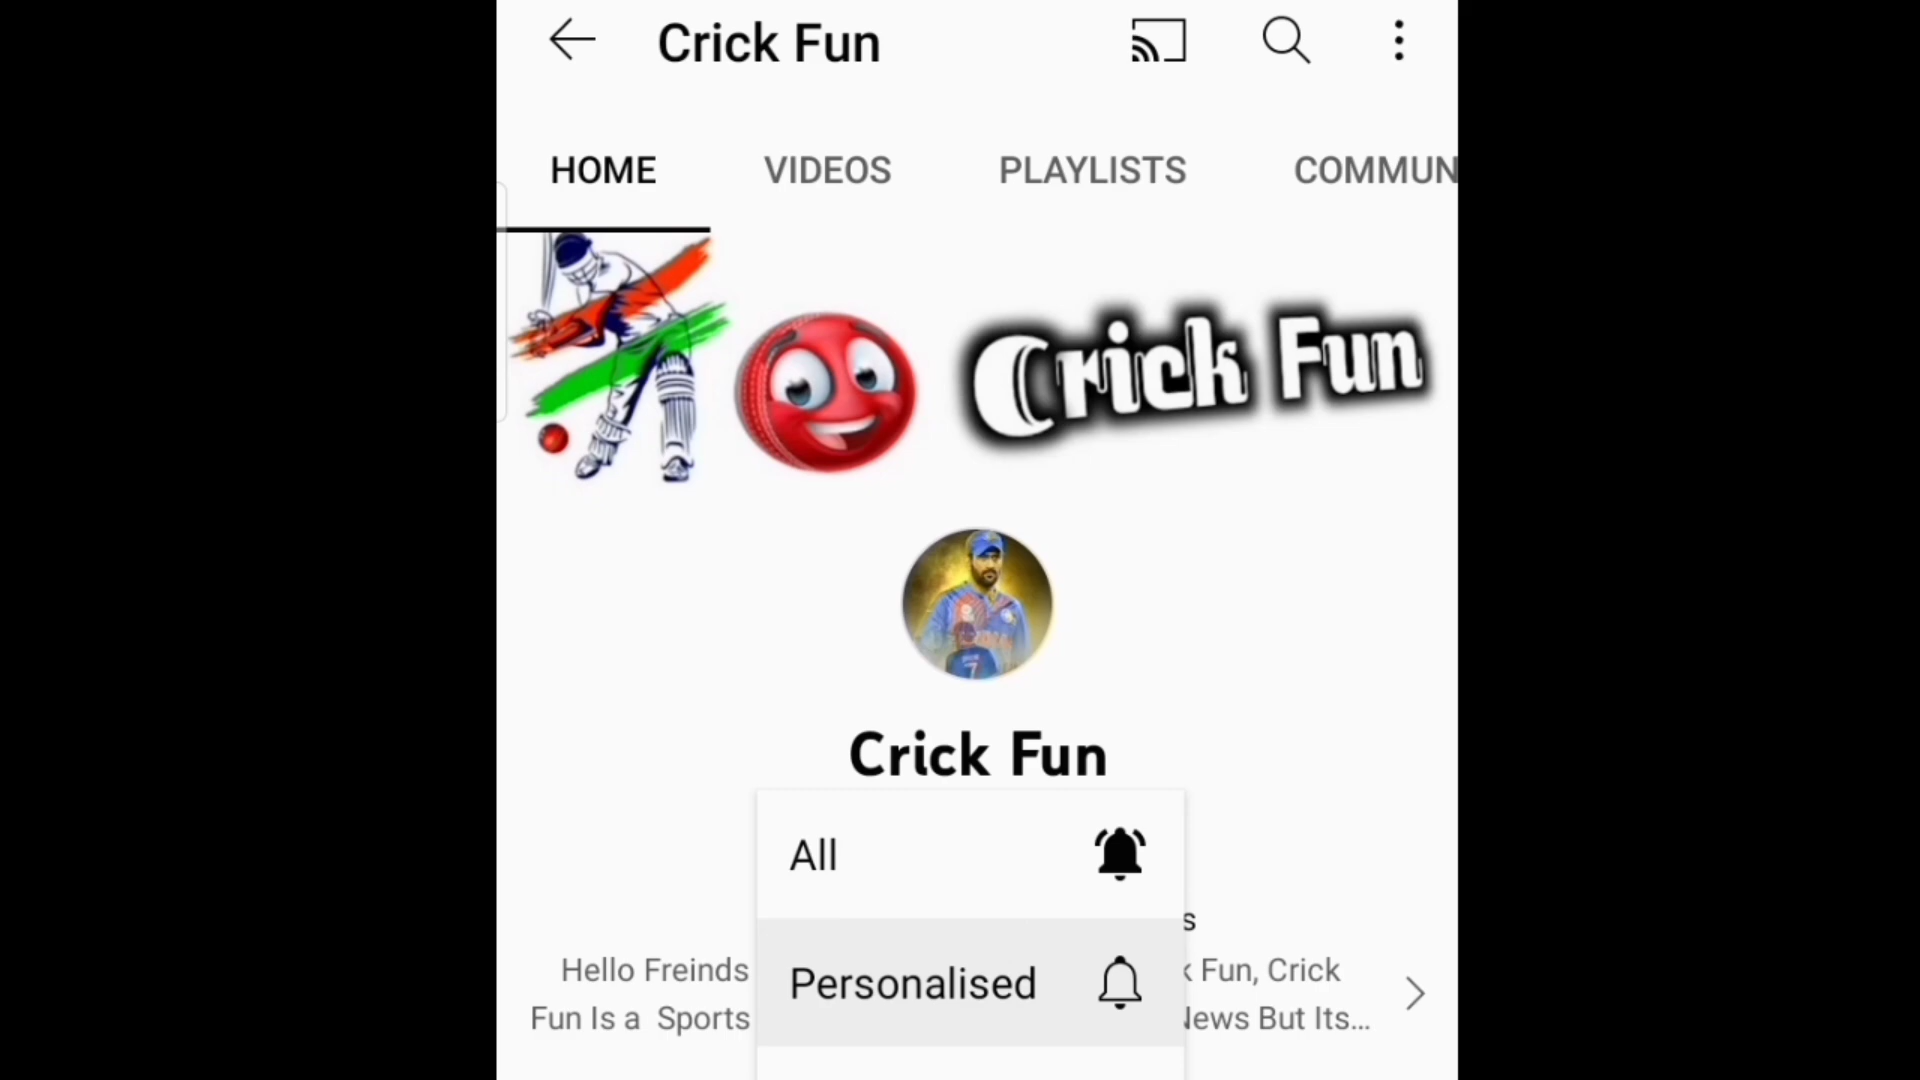 Crick Fun
HOME VIDEOS PLAYLISTS COMMUN
Crick Fun
7
Crick Fun
All
s
Hello Freinds k Fun, Crick
Personalised
Fun Is a Sports News But Its...